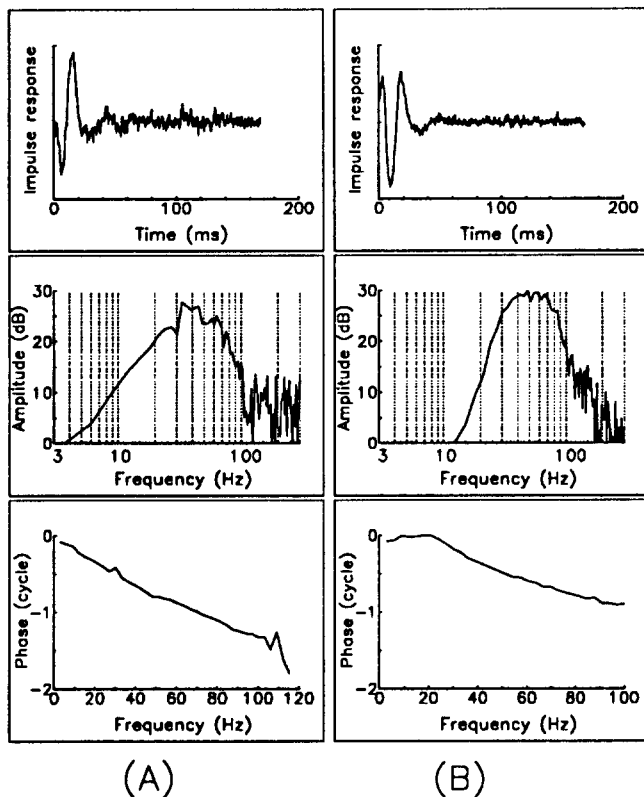 Impulse response
0
100
200
Time (ms)
Impulse response
0
100
200
Time (ms)
Amplitude (dB)
30
20
10
0
3
10
100
Frequency (Hz)
Amplitude (dB)
30
20
10
0
3
10
100
Frequency (Hz)
Phase (cycle)
0
-1
-2
0 20 40 60 80 100 120
Frequency (Hz)
Phase (cycle)
0
-1
-2
0 20 40 60 80 100
Frequency (Hz)
(A)
(B)